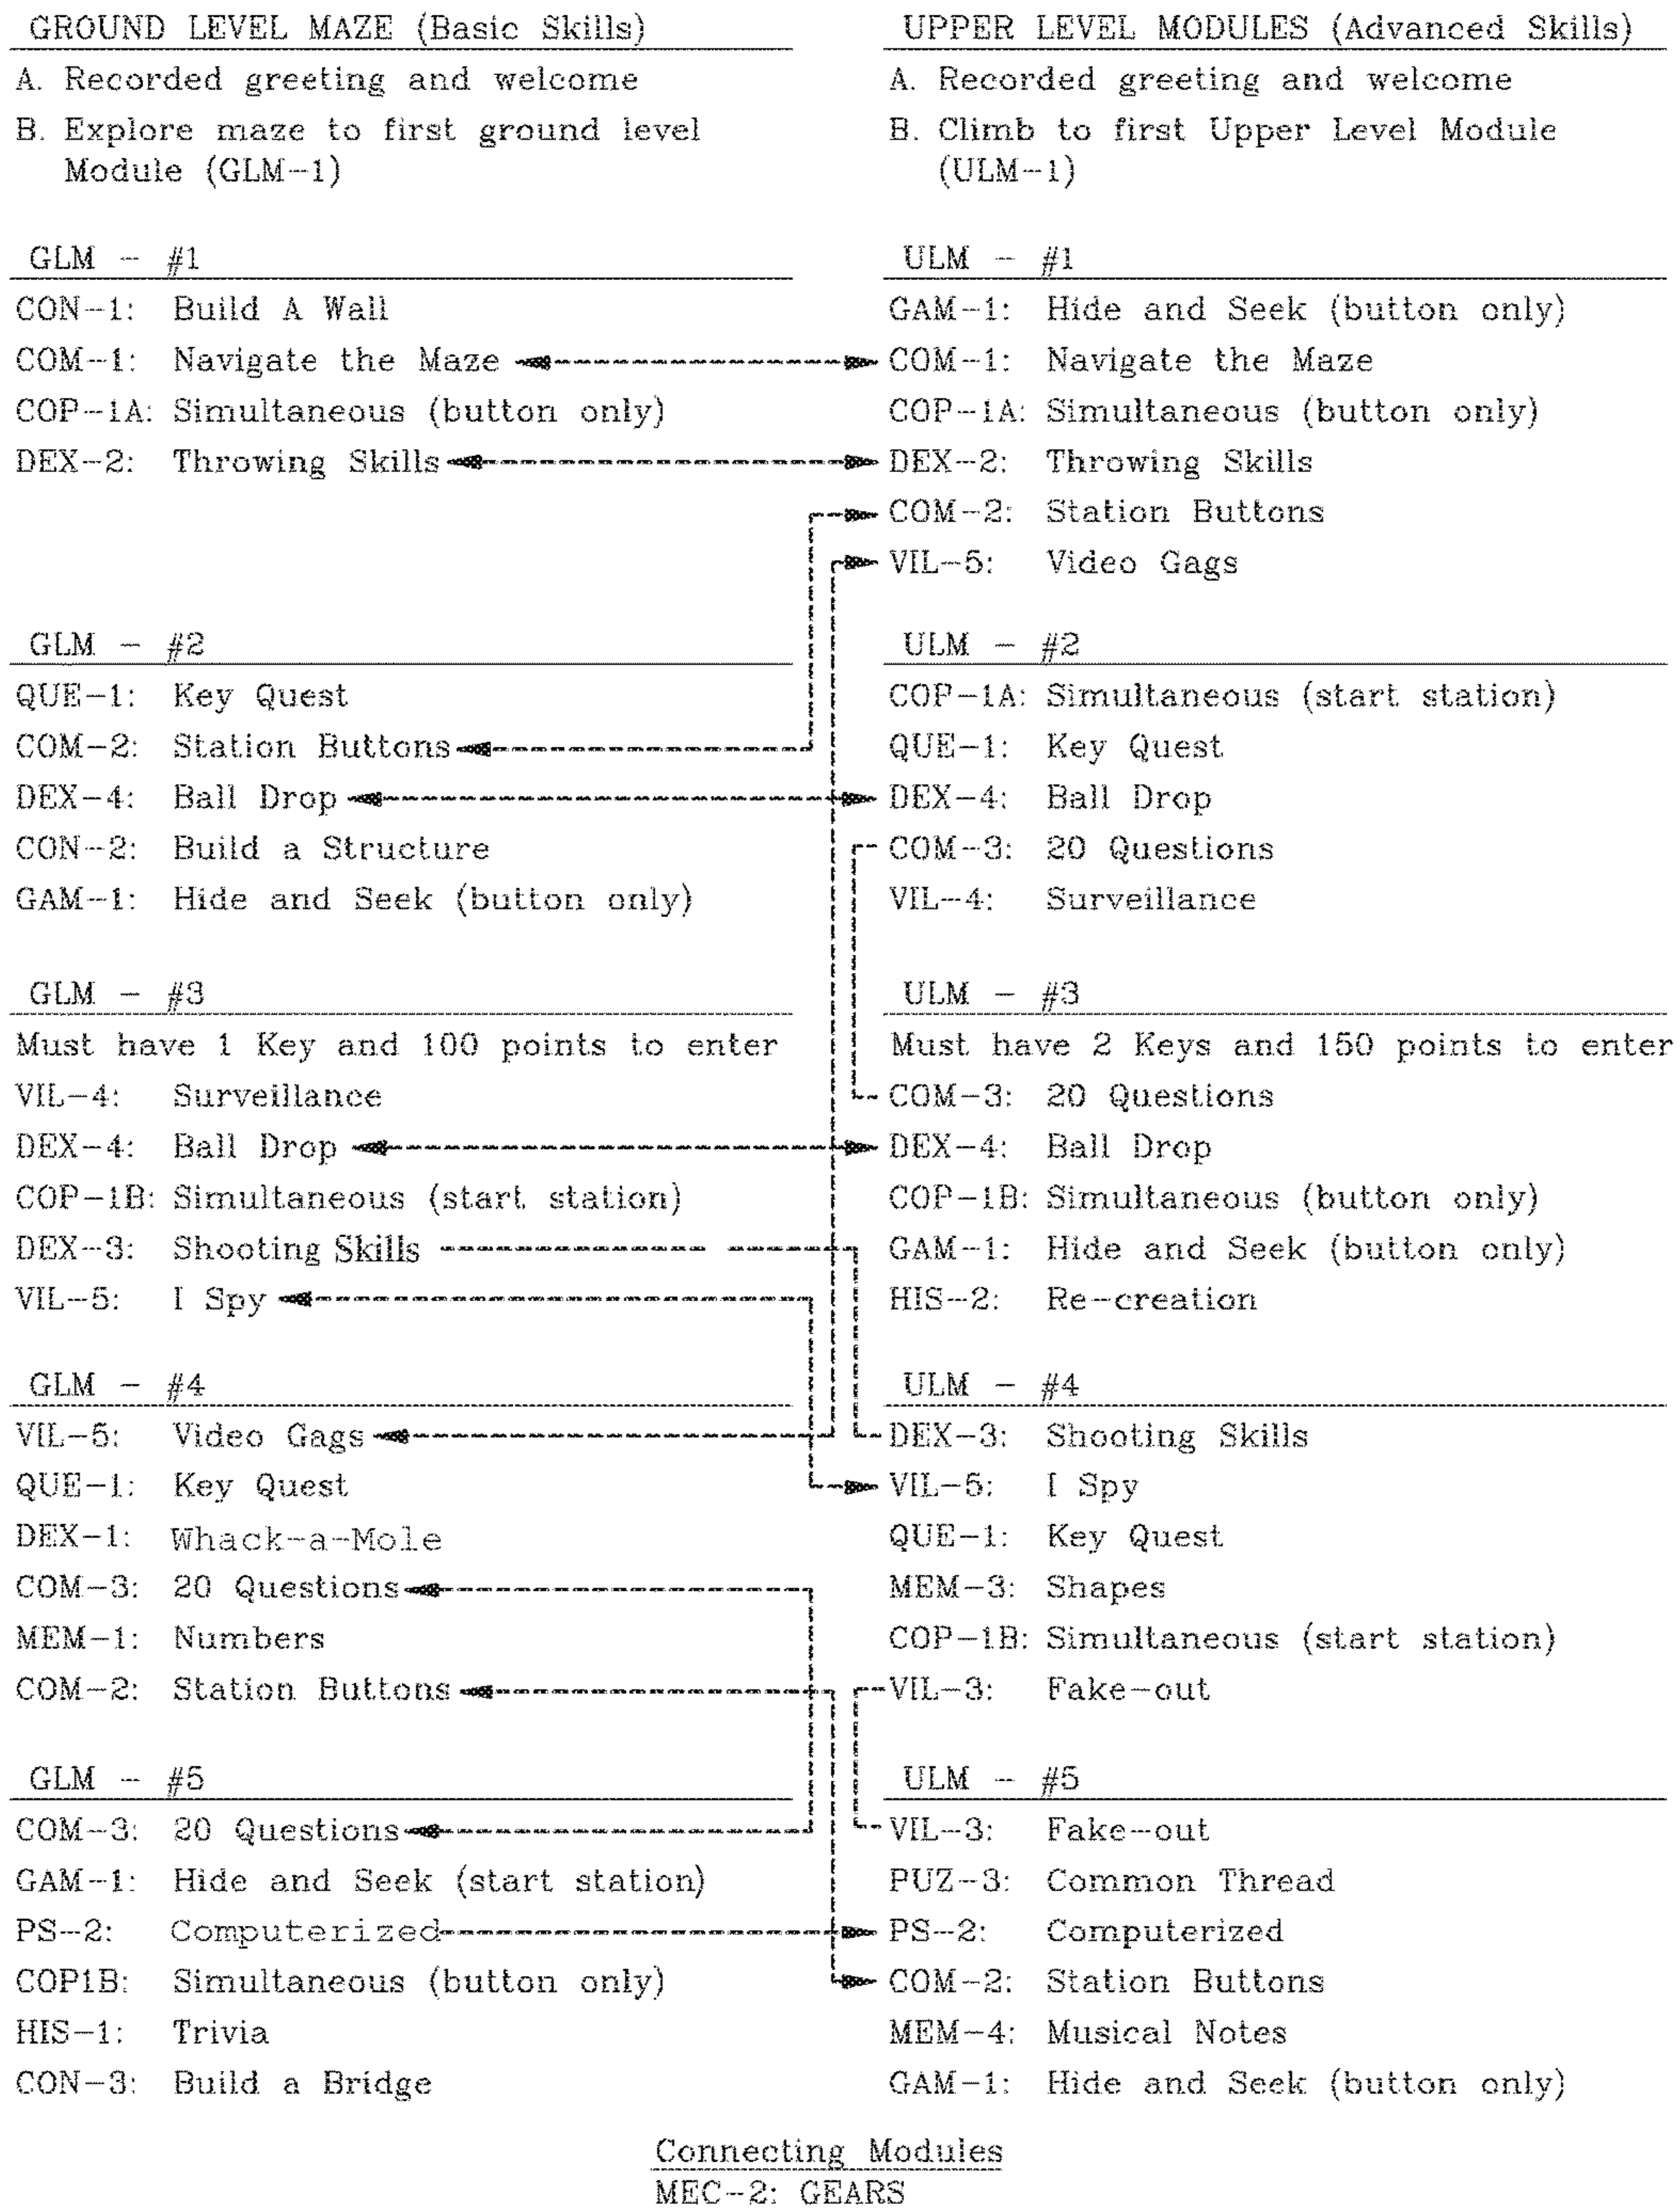 GROUND LEVEL MAZE (Basic Skills)
A. Recorded greeting and welcome
B. Explore maze to first ground level
Module (GLM-1)
GLM - #1
CON-1: Build A Wall
COM-1: Navigate the Maze
COP-1A: Simultaneous (button only)
DEX-2: Throwing Skills
GLM - #2
QUE-1: Key Quest
COM-2: Station Buttons
DEX-4: Ball Drop
CON-2: Build a Structure
GAM-1: Hide and Seek (button only)
GLM - #3
Must have 1 Key and 100 points to enter
VIL-4: Surveillance
DEX-4: Ball Drop
COP-1B: Simultaneous (start station)
DEX-3: Shooting Skills
VIL-5: I Spy
GLM - #4
VIL-5: Video Gags
QUE-1: Key Quest
DEX-1: Whack-a-Mole
COM-3: 20 Questions
MEM-1: Numbers
COM-2: Station Buttons
GLM - #5
COM-3: 20 Questions
GAM-1: Hide and Seek (start station)
PS-2: Computerized
COP1B: Simultaneous (button only)
HIS-1: Trivia
CON-3: Build a Bridge
UPPER LEVEL MODULES (Advanced Skills)
A. Recorded greeting and welcome
B. Climb to first Upper Level Module
(ULM-1)
ULM - #1
GAM-1: Hide and Seek (button only)
COM-1: Navigate the Maze
COP-1A: Simultaneous (button only)
DEX-2: Throwing Skills
COM-2: Station Buttons
VIL-5: Video Gags
ULM - #2
COP-1A: Simultaneous (start station)
QUE-1: Key Quest
DEX-4: Ball Drop
COM-3: 20 Questions
VIL-4: Surveillance
ULM - #3
Must have 2 Keys and 150 points to enter
COM-3: 20 Questions
DEX-4: Ball Drop
COP-1B: Simultaneous (button only)
GAM-1: Hide and Seek (button only)
HIS-2: Re-creation
ULM - #4
DEX-3: Shooting Skills
VIL-5: I Spy
QUE-1: Key Quest
MEM-3: Shapes
COP-1B: Simultaneous (start station)
VIL-3: Fake-out
ULM - #5
VIL-3: Fake-out
PUZ-3: Common Thread
PS-2: Computerized
COM-2: Station Buttons
MEM-4: Musical Notes
GAM-1: Hide and Seek (button only)
Connecting Modules
MEC-2: GEARS